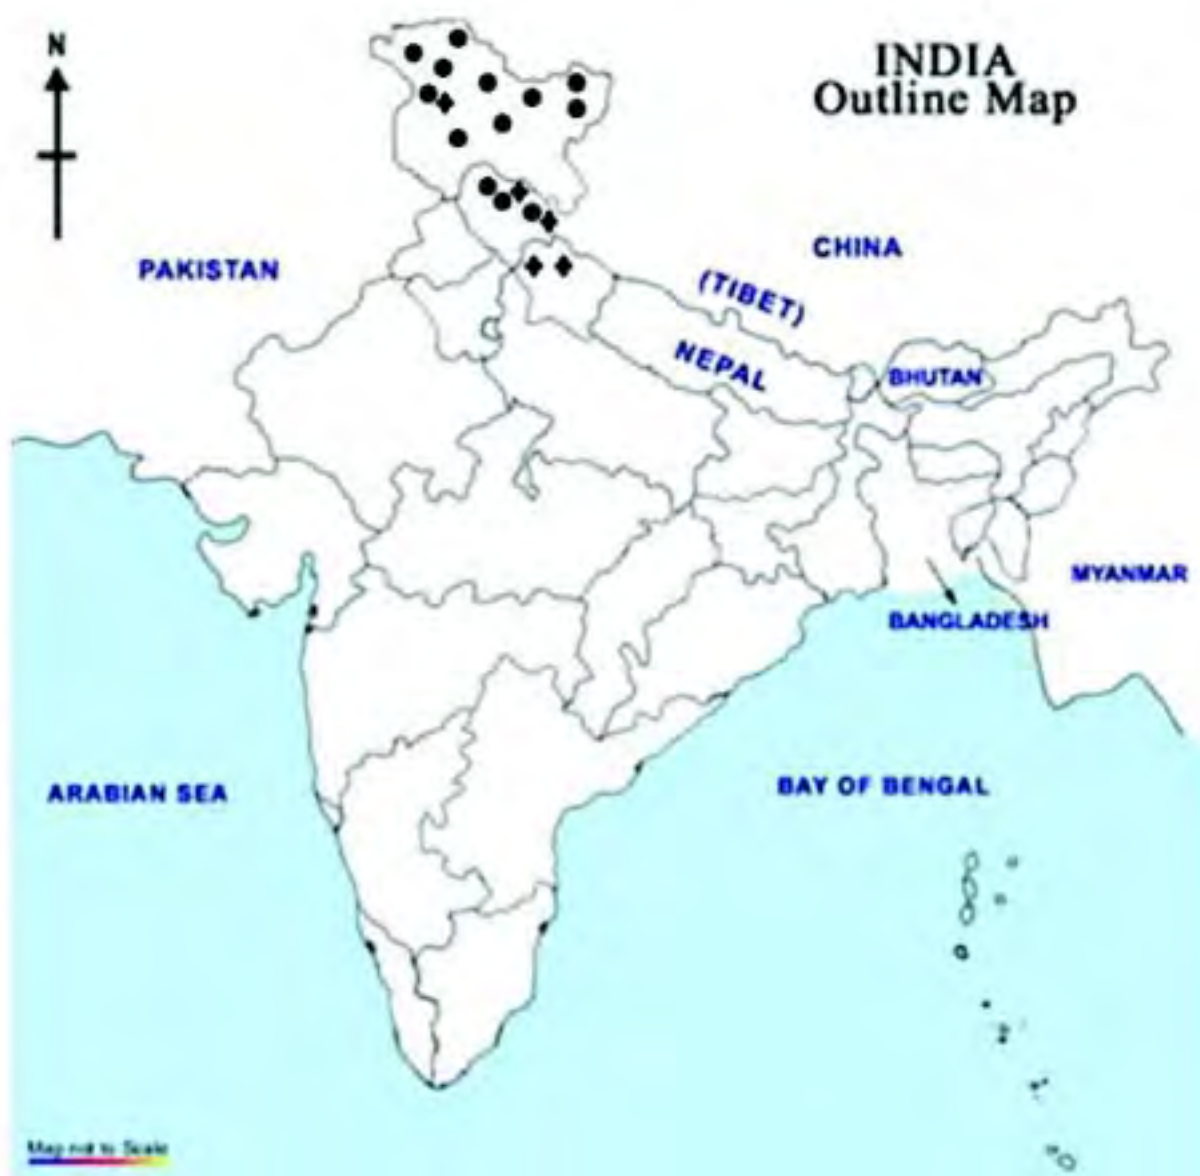 N
INDIA
Outline Map
PAKISTAN
CHINA
(TIBET)
NEPAL
BHUTAN
MYANMAR
BANGLADESH
ARABIAN SEA
BAY OF BENGAL
Map not to Scale